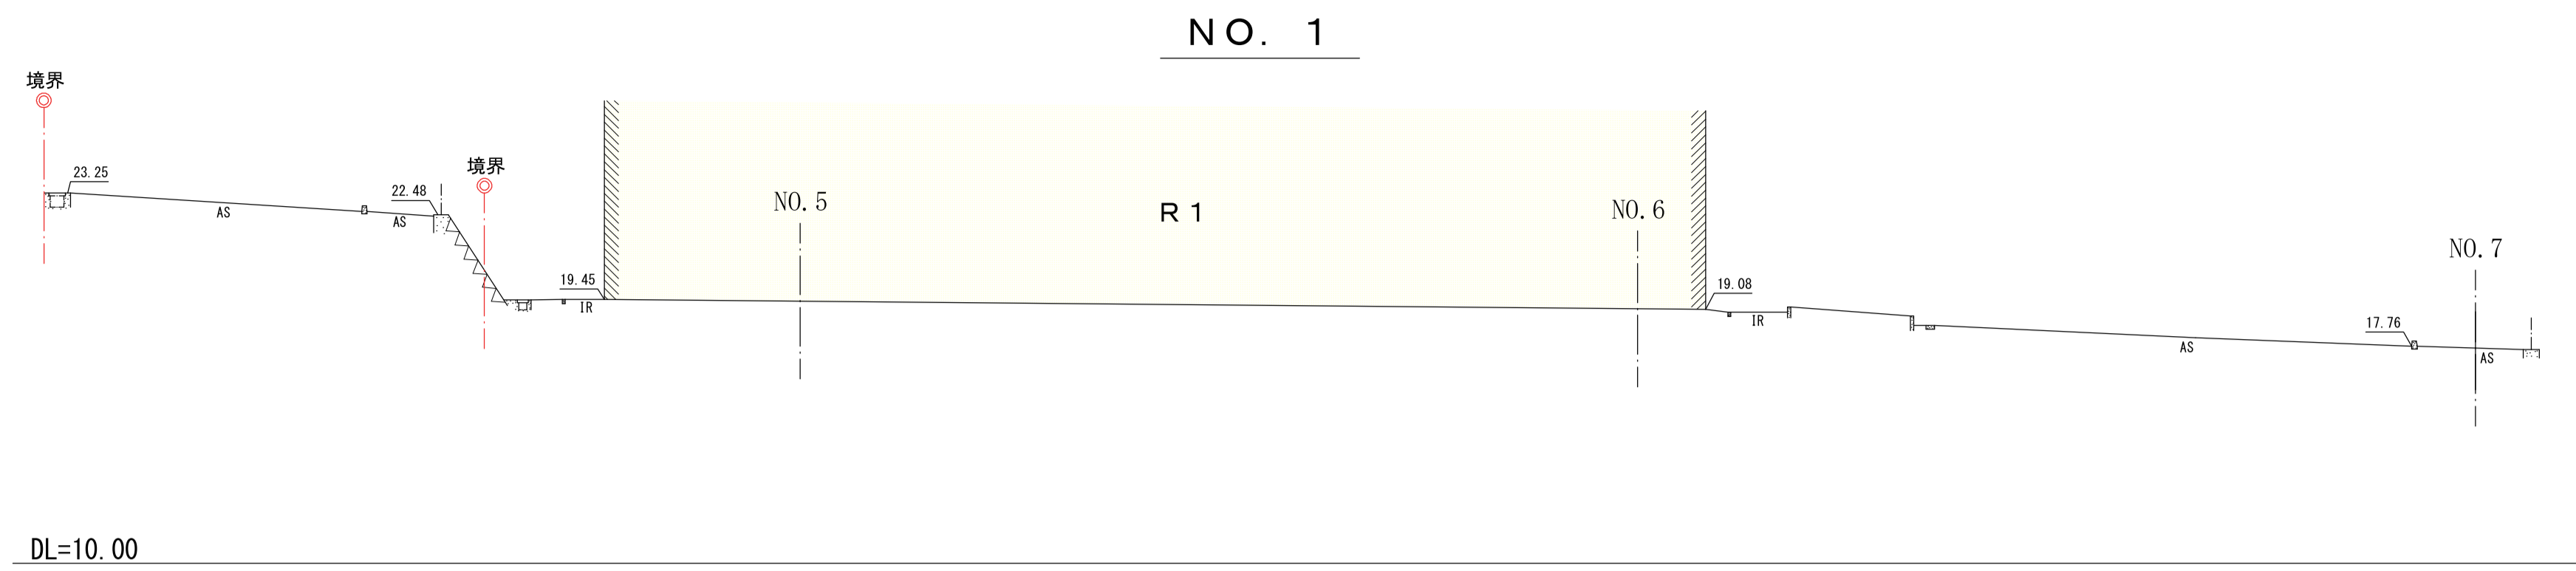 NO. 1
境界
境界
23.25
22.48
AS
AS
NO.5
R1
NO.6
NO.7
19.45
IR
19.08
IR
17.76
AS
AS
DL=10.00